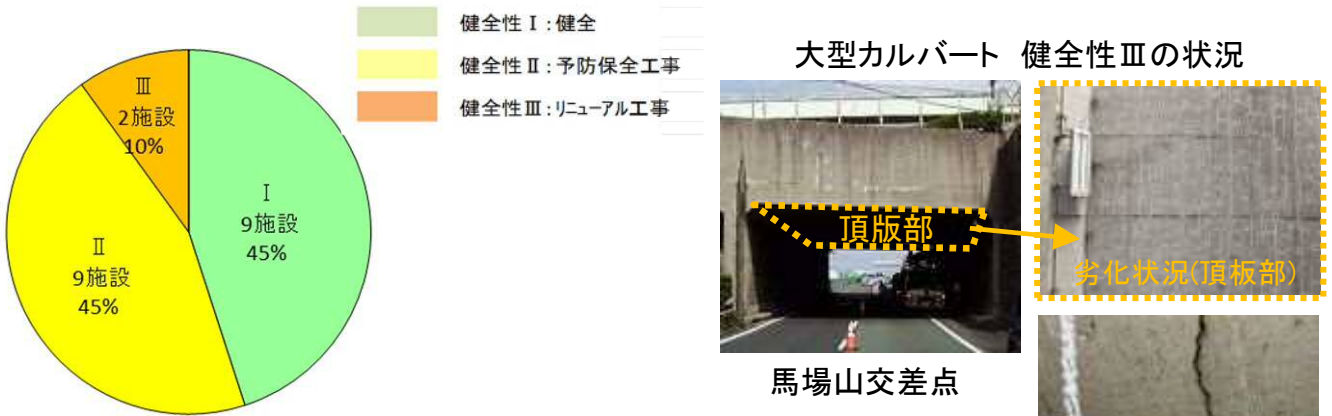 健全性Ⅰ：健全
健全性Ⅱ：予防保全工事
健全性Ⅲ：リニューアル工事
Ⅲ
2施設
10%
Ⅰ
9施設
45%
Ⅱ
9施設
45%
大型カルバート 健全性Ⅲの状況
頂版部
劣化状況(頂板部)
馬場山交差点